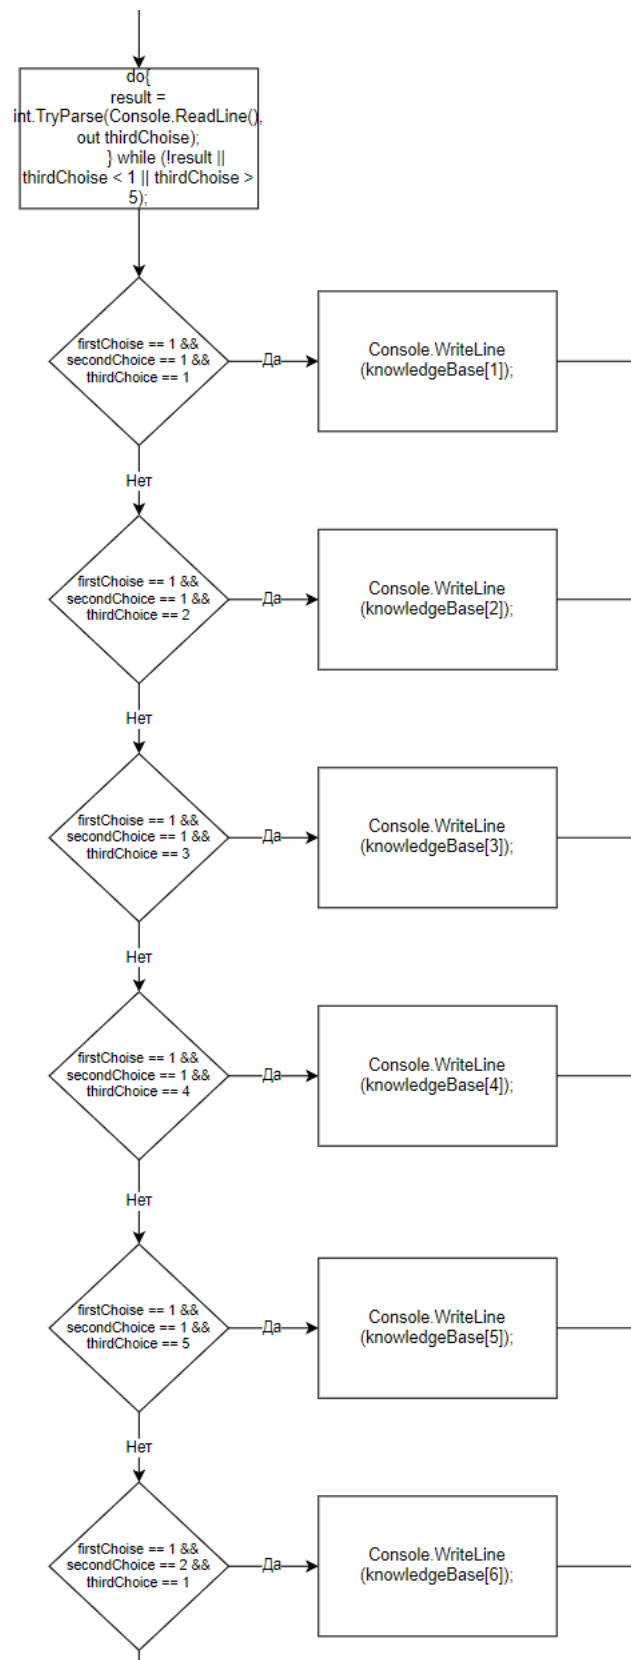 do{
result =
int.TryParse(Console.ReadLine(),
out thirdChoise);
} while (!result ||
thirdChoise < 1 || thirdChoise >
5);
firstChoise == 1 &&
secondChoice == 1 &&
thirdChoice == 1
Да
Console.WriteLine
(knowledgeBase[1]);
Нет
firstChoise == 1 &&
secondChoice == 1 &&
thirdChoice == 2
Да
Console.WriteLine
(knowledgeBase[2]);
Нет
firstChoise == 1 &&
secondChoice == 1 &&
thirdChoice == 3
Да
Console.WriteLine
(knowledgeBase[3]);
Нет
firstChoise == 1 &&
secondChoice == 1 &&
thirdChoice == 4
Да
Console.WriteLine
(knowledgeBase[4]);
Нет
firstChoise == 1 &&
secondChoice == 1 &&
thirdChoice == 5
Да
Console.WriteLine
(knowledgeBase[5]);
Нет
firstChoise == 1 &&
secondChoice == 2 &&
thirdChoice == 1
Да
Console.WriteLine
(knowledgeBase[6]);